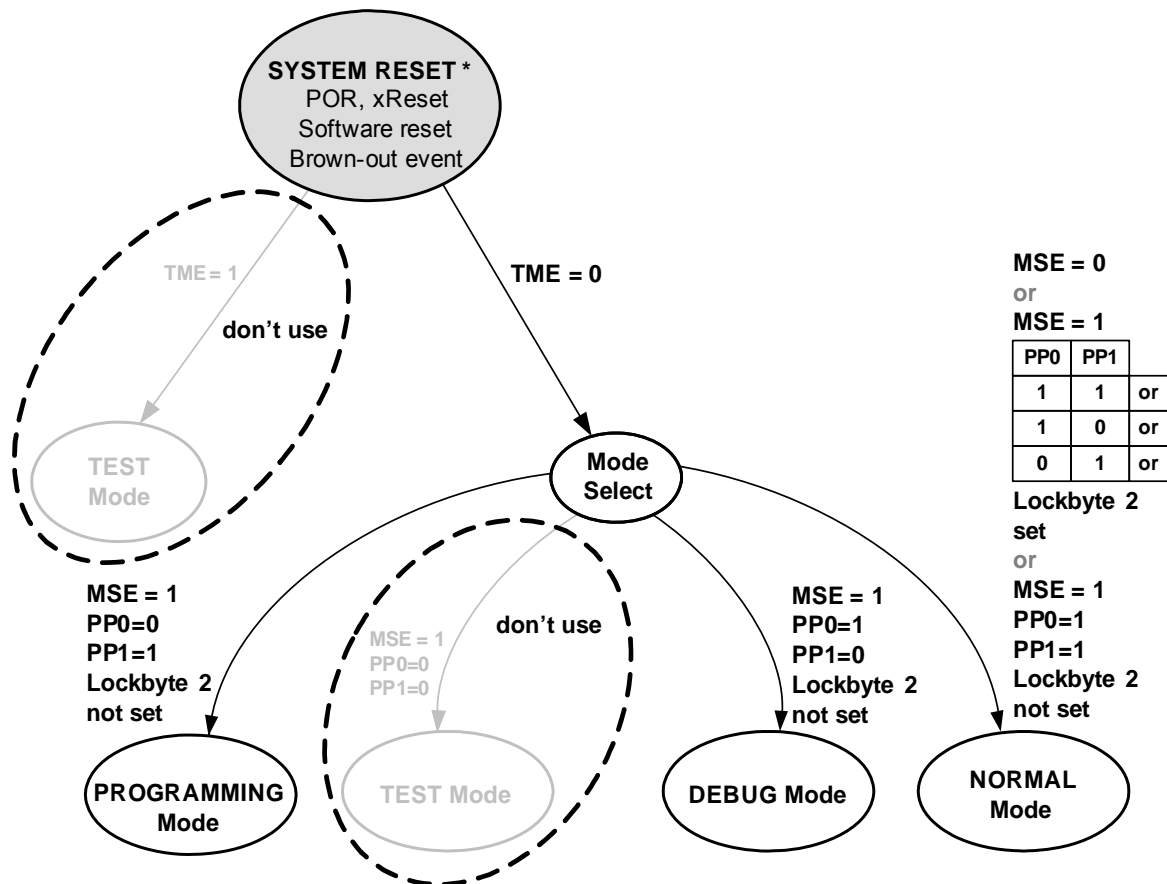 SYSTEM RESET *
POR, xReset
Software reset
Brown-out event
TME = 1
don't use
TEST
Mode
TME = 0
Mode
Select
MSE = 0
or
MSE = 1
PP0 PP1
1 1 or
1 0 or
0 1 or
Lockbyte 2
set
or
MSE = 1
PP0=1
PP1=1
Lockbyte 2
not set
MSE = 1
PP0=0
PP1=1
Lockbyte 2
not set
MSE = 1
PP0=0
PP1=0
don't use
MSE = 1
PP0=1
PP1=0
Lockbyte 2
not set
PROGRAMMING
Mode
TEST Mode
DEBUG Mode
NORMAL
Mode